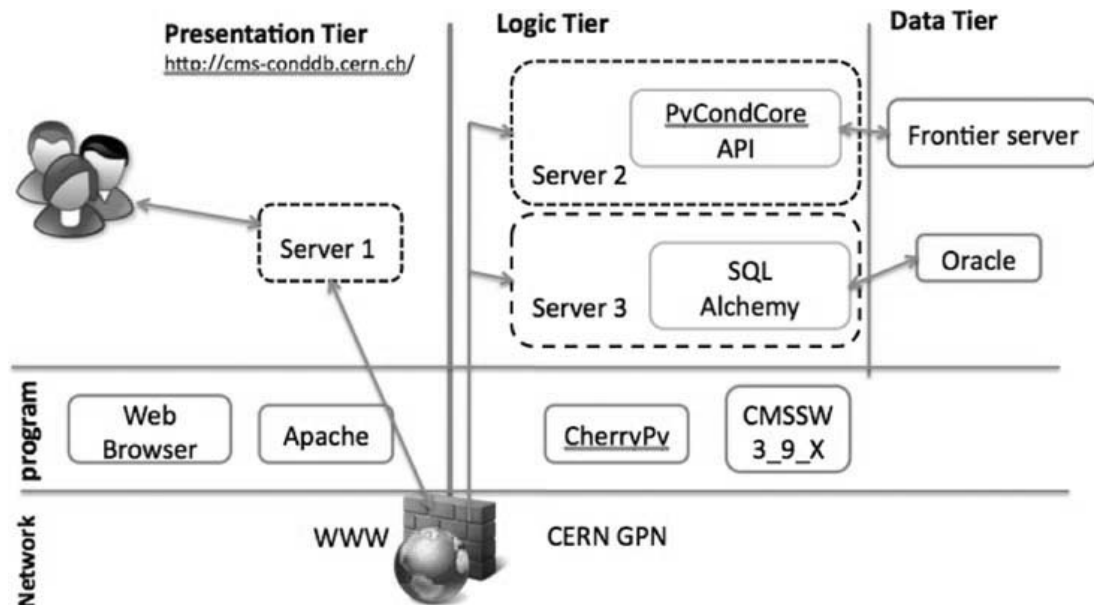 Presentation Tier
http://cms-conddb.cern.ch/
Logic Tier
Data Tier
PyCondCore
API
Server 2
Frontier server
Server 1
SQL
Alchemy
Server 3
Oracle
program
Web
Browser
Apache
CherryPy
CMSSW
3_9_X
Network
WWW
CERN GPN